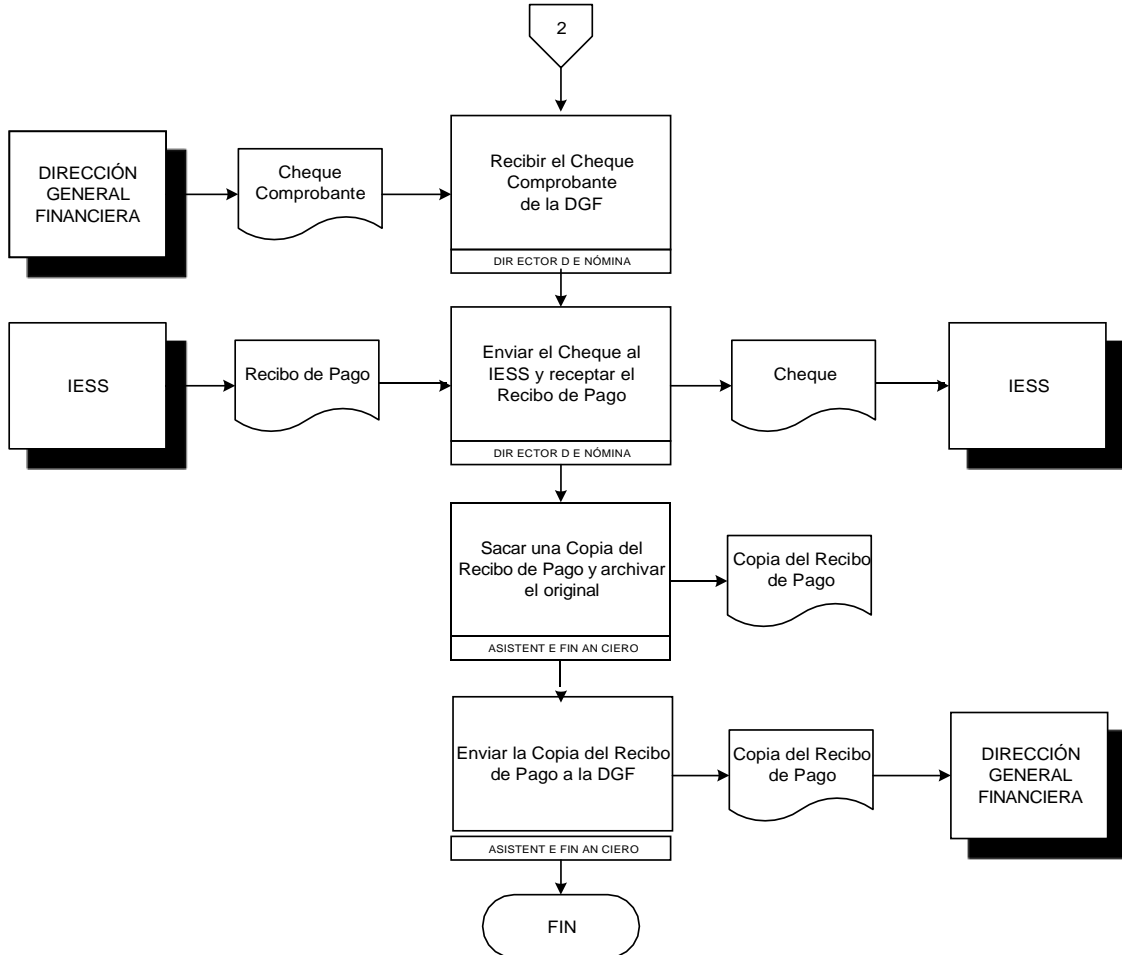 2
DIRECCIÓN
GENERAL
FINANCIERA
Cheque
Comprobante
Recibir el Cheque
Comprobante
de la DGF
DIR ECTOR D E NÓMINA
IESS
Recibo de Pago
Enviar el Cheque al
IESS y receptar el
Recibo de Pago
DIR ECTOR D E NÓMINA
Cheque
IESS
Sacar una Copia del
Recibo de Pago y archivar
el original
ASISTENT E FIN AN CIERO
Copia del Recibo
de Pago
Enviar la Copia del Recibo
de Pago a la DGF
ASISTENT E FIN AN CIERO
Copia del Recibo
de Pago
DIRECCIÓN
GENERAL
FINANCIERA
FIN